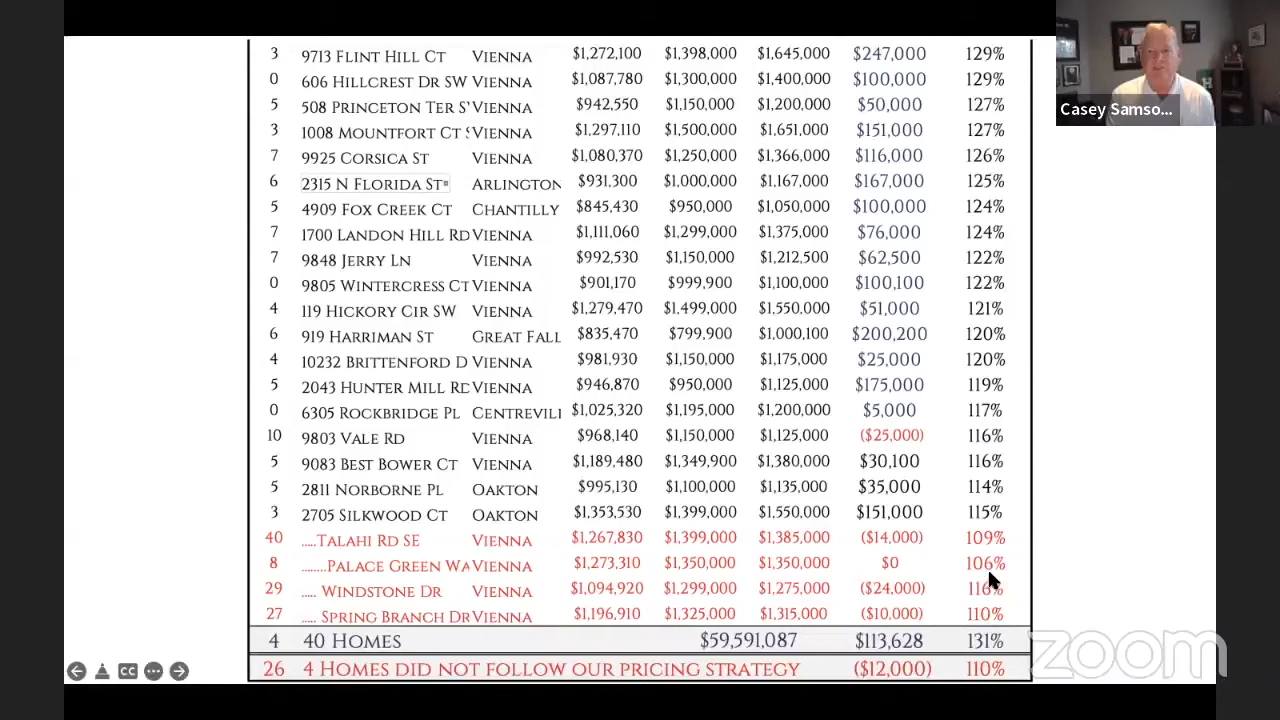 3 9713 Flint Hill Ct Vienna $1,272,100 $1,398,000 $1,645,000 $247,000 129%
0 606 Hillcrest Dr SW Vienna $1,087,780 $1,300,000 $1,400,000 $100,000 129%
5 508 Princeton Ter S' Vienna $942,550 $1,150,000 $1,200,000 $50,000 127%
3 1008 Mountfort Ct S Vienna $1,297,110 $1,500,000 $1,651,000 $151,000 127%
7 9925 Corsica St Vienna $1,080,370 $1,250,000 $1,366,000 $116,000 126%
6 2315 N Florida St Arlington $931,300 $1,000,000 $1,167,000 $167,000 125%
5 4909 Fox Creek Ct Chantilly $845,430 $950,000 $1,050,000 $100,000 124%
7 1700 Landon Hill Rd Vienna $1,111,060 $1,299,000 $1,375,000 $76,000 124%
7 9848 Jerry Ln Vienna $992,530 $1,150,000 $1,212,500 $62,500 122%
0 9805 Wintercress Ct Vienna $901,170 $999,900 $1,100,000 $100,100 122%
4 119 Hickory Cir SW Vienna $1,279,470 $1,499,000 $1,550,000 $51,000 121%
6 919 Harriman St Great Fall $835,470 $799,900 $1,000,100 $200,200 120%
4 10232 Brittenford D Vienna $981,930 $1,150,000 $1,175,000 $25,000 120%
5 2043 Hunter Mill Rd Vienna $946,870 $950,000 $1,125,000 $175,000 119%
0 6305 Rockbridge Pl Centrevill $1,025,320 $1,195,000 $1,200,000 $5,000 117%
10 9803 Vale Rd Vienna $968,140 $1,150,000 $1,125,000 ($25,000) 116%
5 9083 Best Bower Ct Vienna $1,189,480 $1,349,900 $1,380,000 $30,100 116%
5 2811 Norborne Pl Oakton $995,130 $1,100,000 $1,135,000 $35,000 114%
3 2705 Silkwood Ct Oakton $1,353,530 $1,399,000 $1,550,000 $151,000 115%
40 .....Talahi Rd SE Vienna $1,267,830 $1,399,000 $1,385,000 ($14,000) 109%
8 ........Palace Green Wa Vienna $1,273,310 $1,350,000 $1,350,000 $0 106%
29 ..... Windstone Dr Vienna $1,094,920 $1,299,000 $1,275,000 ($24,000) 116%
27 ..... Spring Branch Dr Vienna $1,196,910 $1,325,000 $1,315,000 ($10,000) 110%
4 40 Homes $59,591,087 $113,628 131%
26 4 Homes did not follow our pricing strategy ($12,000) 110%
Casey Samso...
CC
zoom